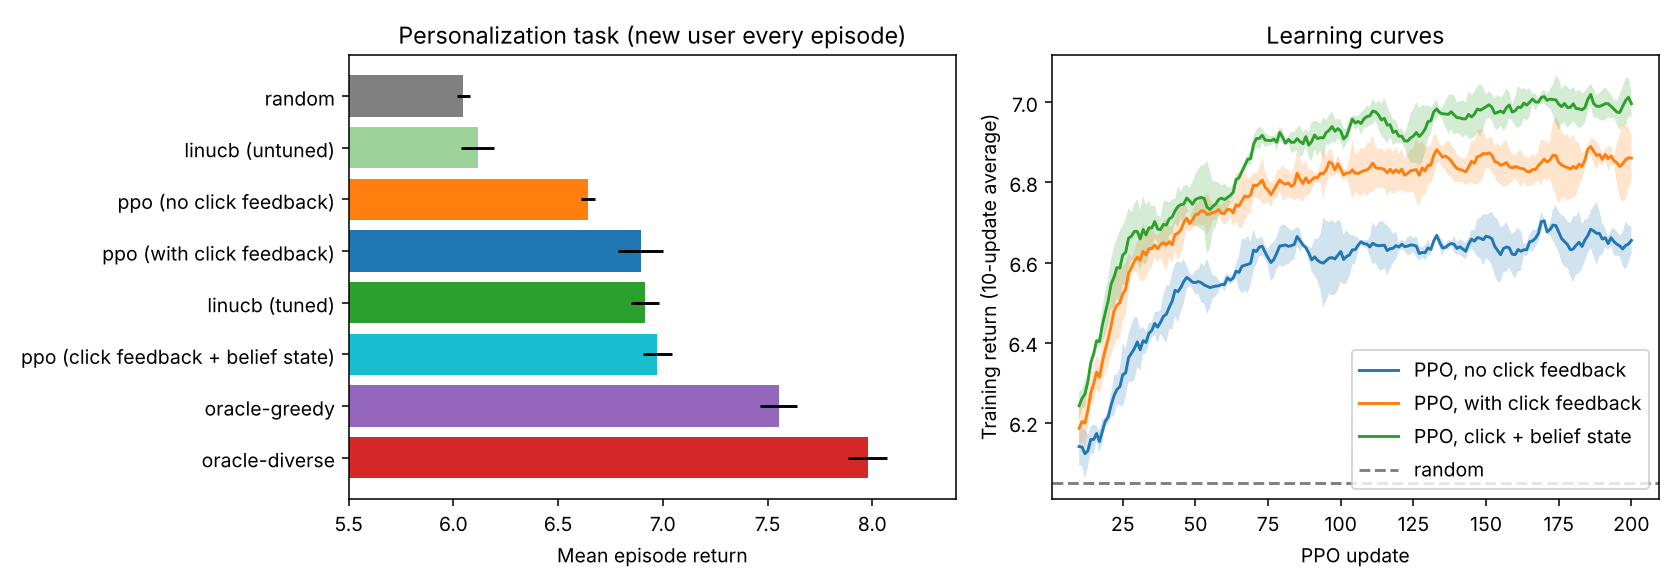 Personalization task (new user every episode)
random
linucb (untuned)
ppo (no click feedback)
ppo (with click feedback)
linucb (tuned)
ppo (click feedback + belief state)
oracle-greedy
oracle-diverse
5.5 6.0 6.5 7.0 7.5 8.0
Mean episode return
Learning curves
Training return (10-update average)
7.0
6.8
6.6
6.4
6.2
PPO, no click feedback
PPO, with click feedback
PPO, click + belief state
random
25 50 75 100 125 150 175 200
PPO update